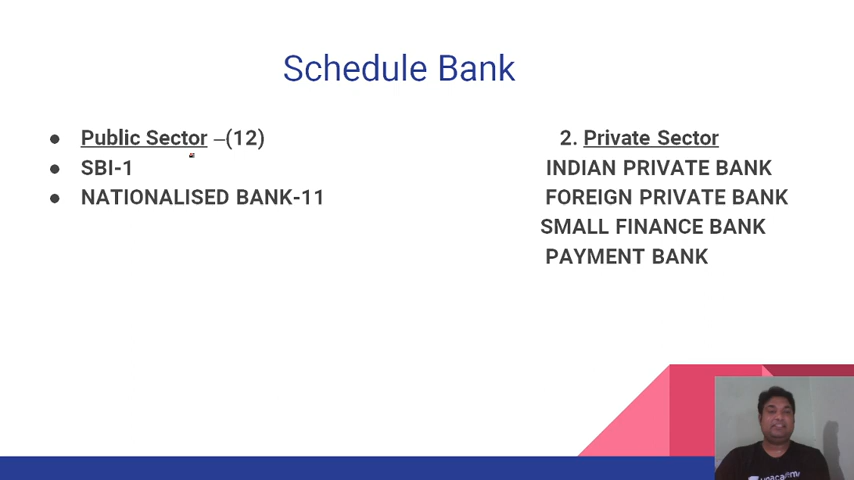 Schedule Bank
● Public Sector –(12)
● SBI-1
● NATIONALISED BANK-11
2. Private Sector
INDIAN PRIVATE BANK
FOREIGN PRIVATE BANK
SMALL FINANCE BANK
PAYMENT BANK